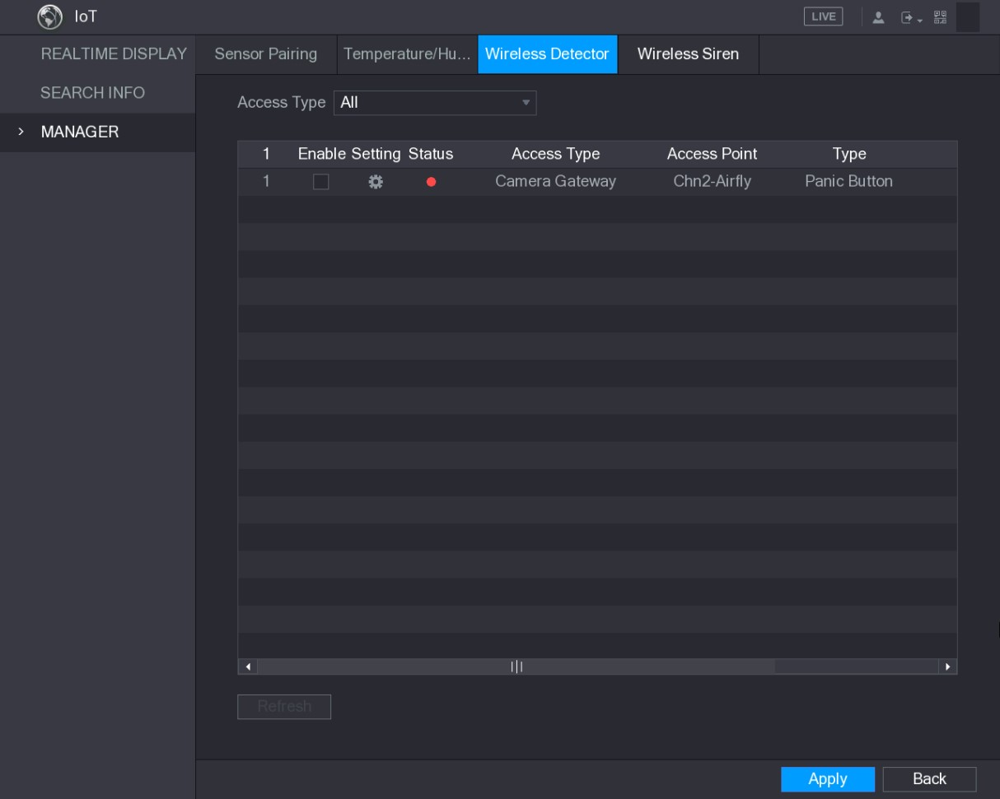 IoT
LIVE
REALTIME DISPLAY
SEARCH INFO
MANAGER
Sensor Pairing
Temperature/Hu...
Wireless Detector
Wireless Siren
Access Type All
1 Enable Setting Status Access Type Access Point Type
1 Camera Gateway Chn2-Airfly Panic Button
Refresh
Apply
Back